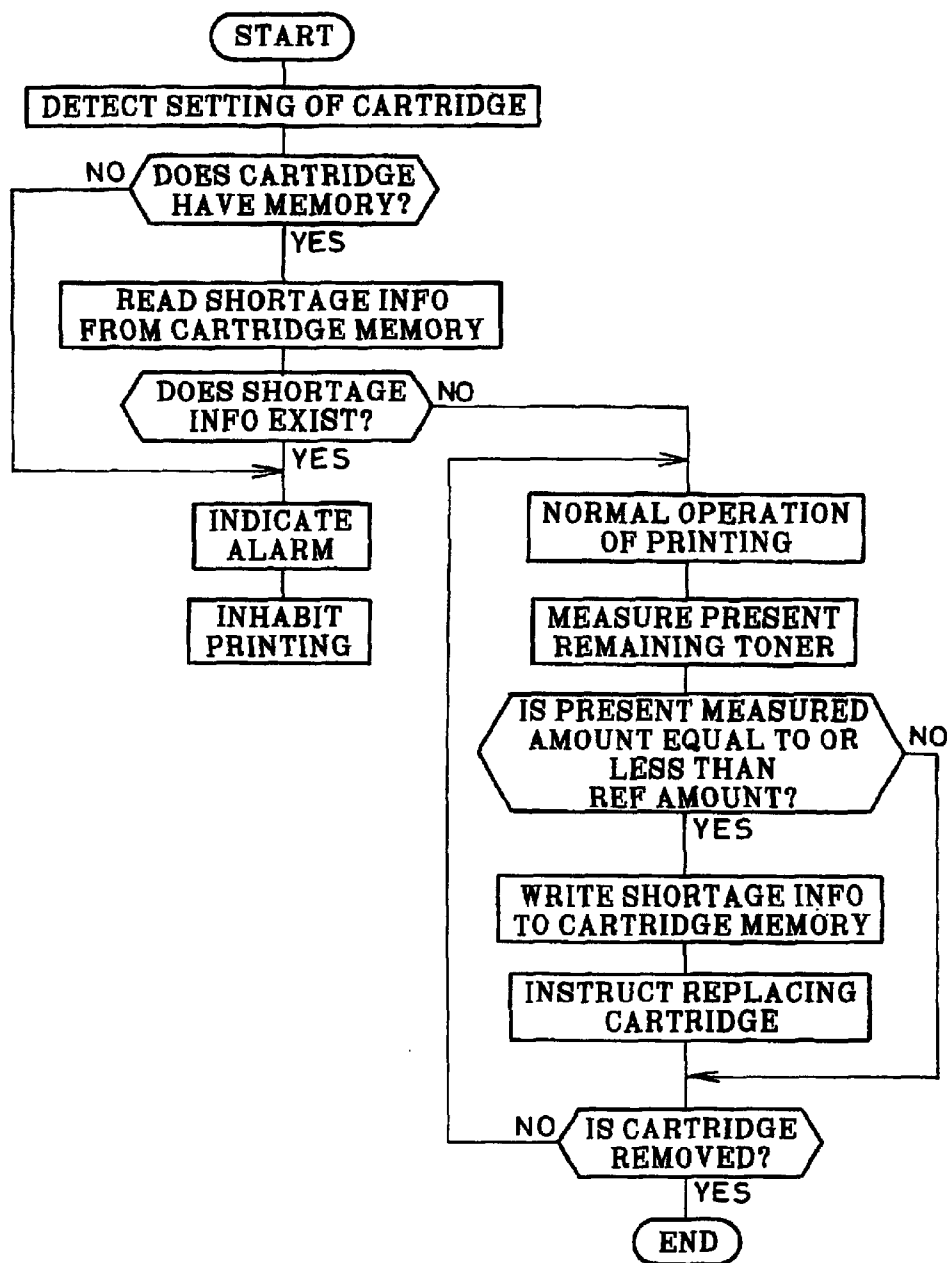 START
DETECT SETTING OF CARTRIDGE
NO
DOES CARTRIDGE
HAVE MEMORY?
YES
READ SHORTAGE INFO
FROM CARTRIDGE MEMORY
DOES SHORTAGE
INFO EXIST?
NO
YES
INDICATE
ALARM
INHABIT
PRINTING
NORMAL OPERATION
OF PRINTING
MEASURE PRESENT
REMAINING TONER
IS PRESENT MEASURED
AMOUNT EQUAL TO OR
LESS THAN
REF AMOUNT?
NO
YES
WRITE SHORTAGE INFO
TO CARTRIDGE MEMORY
INSTRUCT REPLACING
CARTRIDGE
NO
IS CARTRIDGE
REMOVED?
YES
END